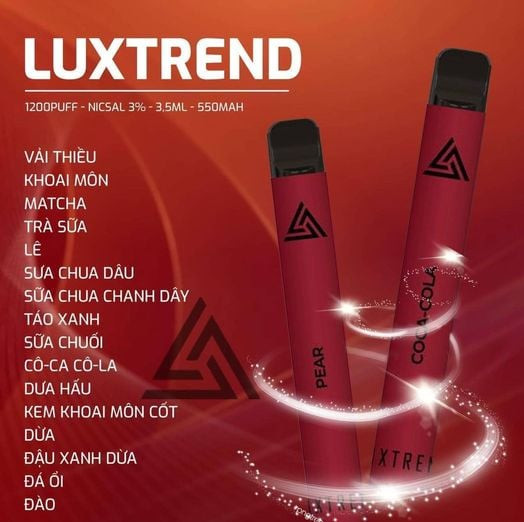 LUXTREND
1200PUFF - NICSAL 3% - 3,5ML - 550MAH
VẢI THIỀU
KHOAI MÔN
MATCHA
TRÀ SỮA
LÊ
SƯA CHUA DÂU
SỮA CHUA CHANH DÂY
TÁO XANH
SỮA CHUỐI
CÔ-CA CÔ-LA
DƯA HẤU
KEM KHOAI MÔN CỐT
DỪA
ĐẬU XANH DỪA
ĐÁ ỔI
ĐÀO
PEAR
COCA-COLA
XTREN